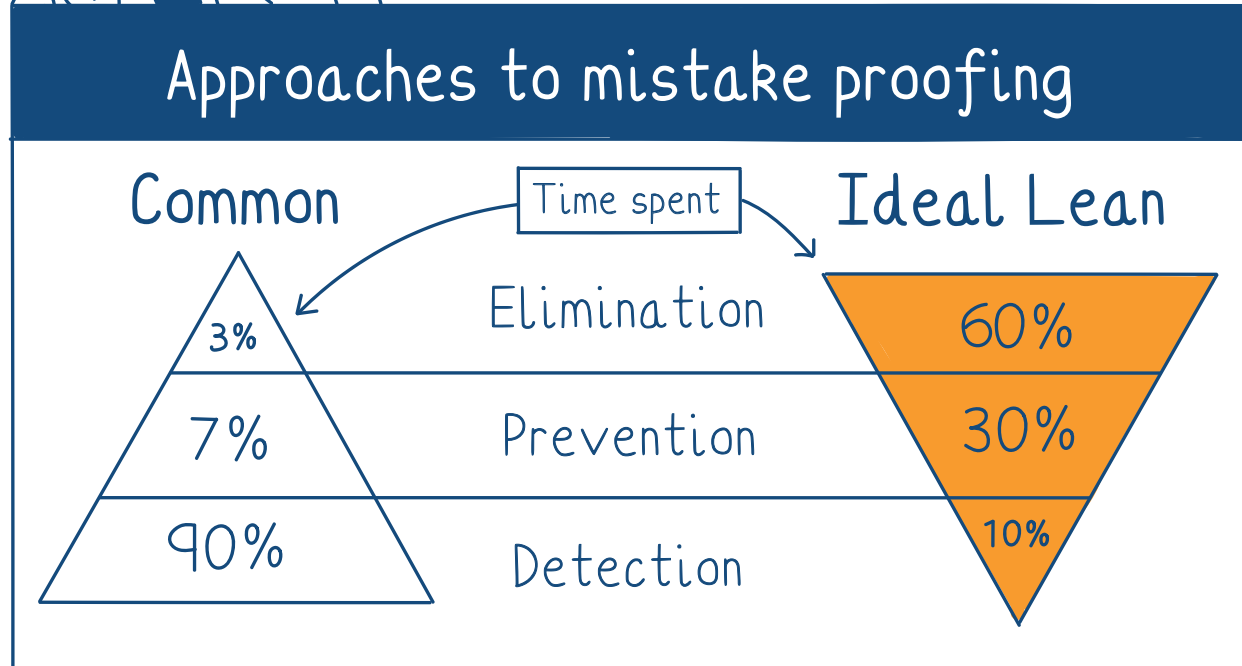 Approaches to mistake proofing
Common
Time spent
Ideal Lean
3%
Elimination
60%
7%
Prevention
30%
90%
Detection
10%